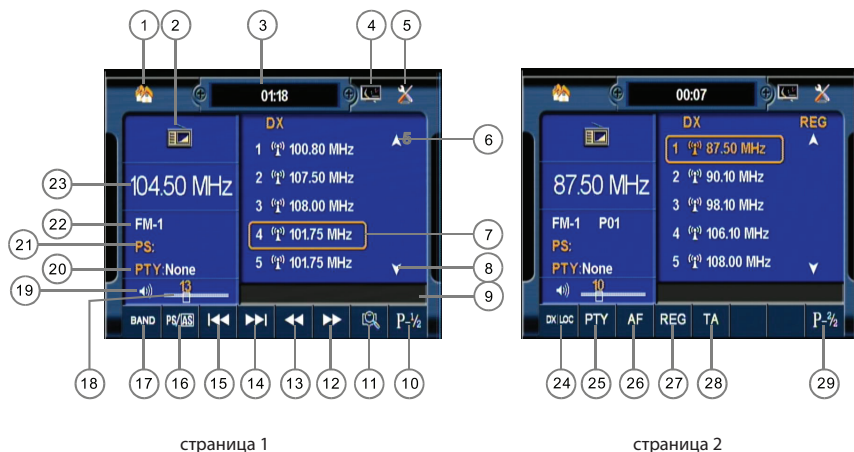 1 2 3 4 5
01:18
DX
1 100.80 MHz
2 107.50 MHz
3 108.00 MHz
4 101.75 MHz
5 101.75 MHz
104.50 MHz
FM-1
PS:
PTY:None
13
BAND PS/AS P-1/2
6
7
8
9
23
22
21
20
19
18 17 16 15 14 13 12 11 10
страница 1
00:07
DX REG
1 87.50 MHz
2 90.10 MHz
3 98.10 MHz
4 106.10 MHz
5 108.00 MHz
87.50 MHz
FM-1 P01
PS:
PTY:None
10
DX LOC PTY AF REG TA P-2/2
24 25 26 27 28 29
страница 2